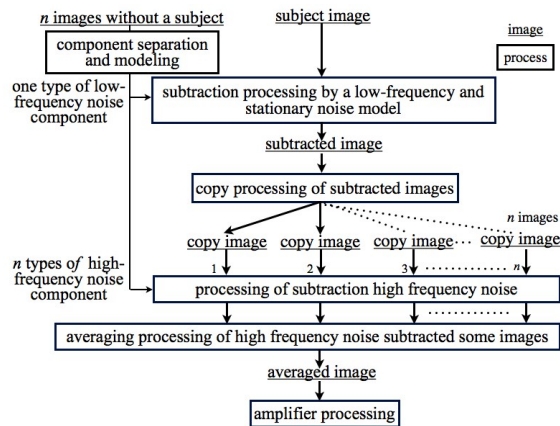 n images without a subject
subject image
image
process
component separation
and modeling
one type of low-
frequency noise
component
subtraction processing by a low-frequency and
stationary noise model
subtracted image
copy processing of subtracted images
n images
copy image
copy image
copy image
copy image
1
2
3
n
n types of high-
frequency noise
component
processing of subtraction high frequency noise
averaging processing of high frequency noise subtracted some images
averaged image
amplifier processing